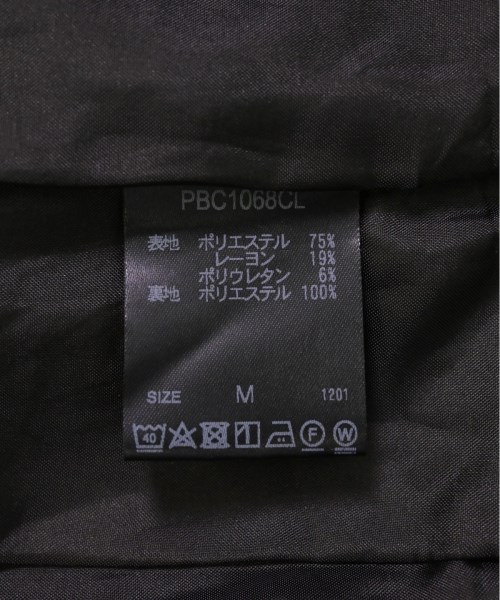 PBC1068CL
表地 ポリエステル 75%
レーヨン 19%
ポリウレタン 6%
裏地 ポリエステル 100%
SIZE M 1201
40 F W